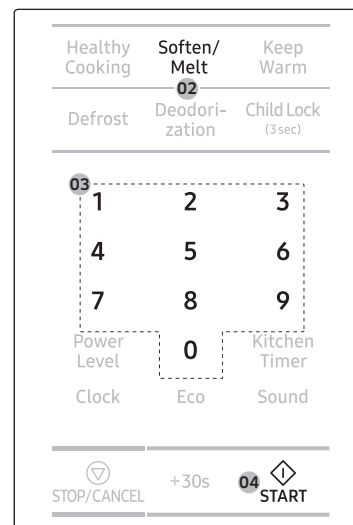 Healthy Cooking Soften/ Melt Keep Warm
02
Defrost Deodori- zation Child Lock (3 sec)
03
1 2 3
4 5 6
7 8 9
Power Level 0 Kitchen Timer
Clock Eco Sound
STOP/CANCEL +30s 04 START